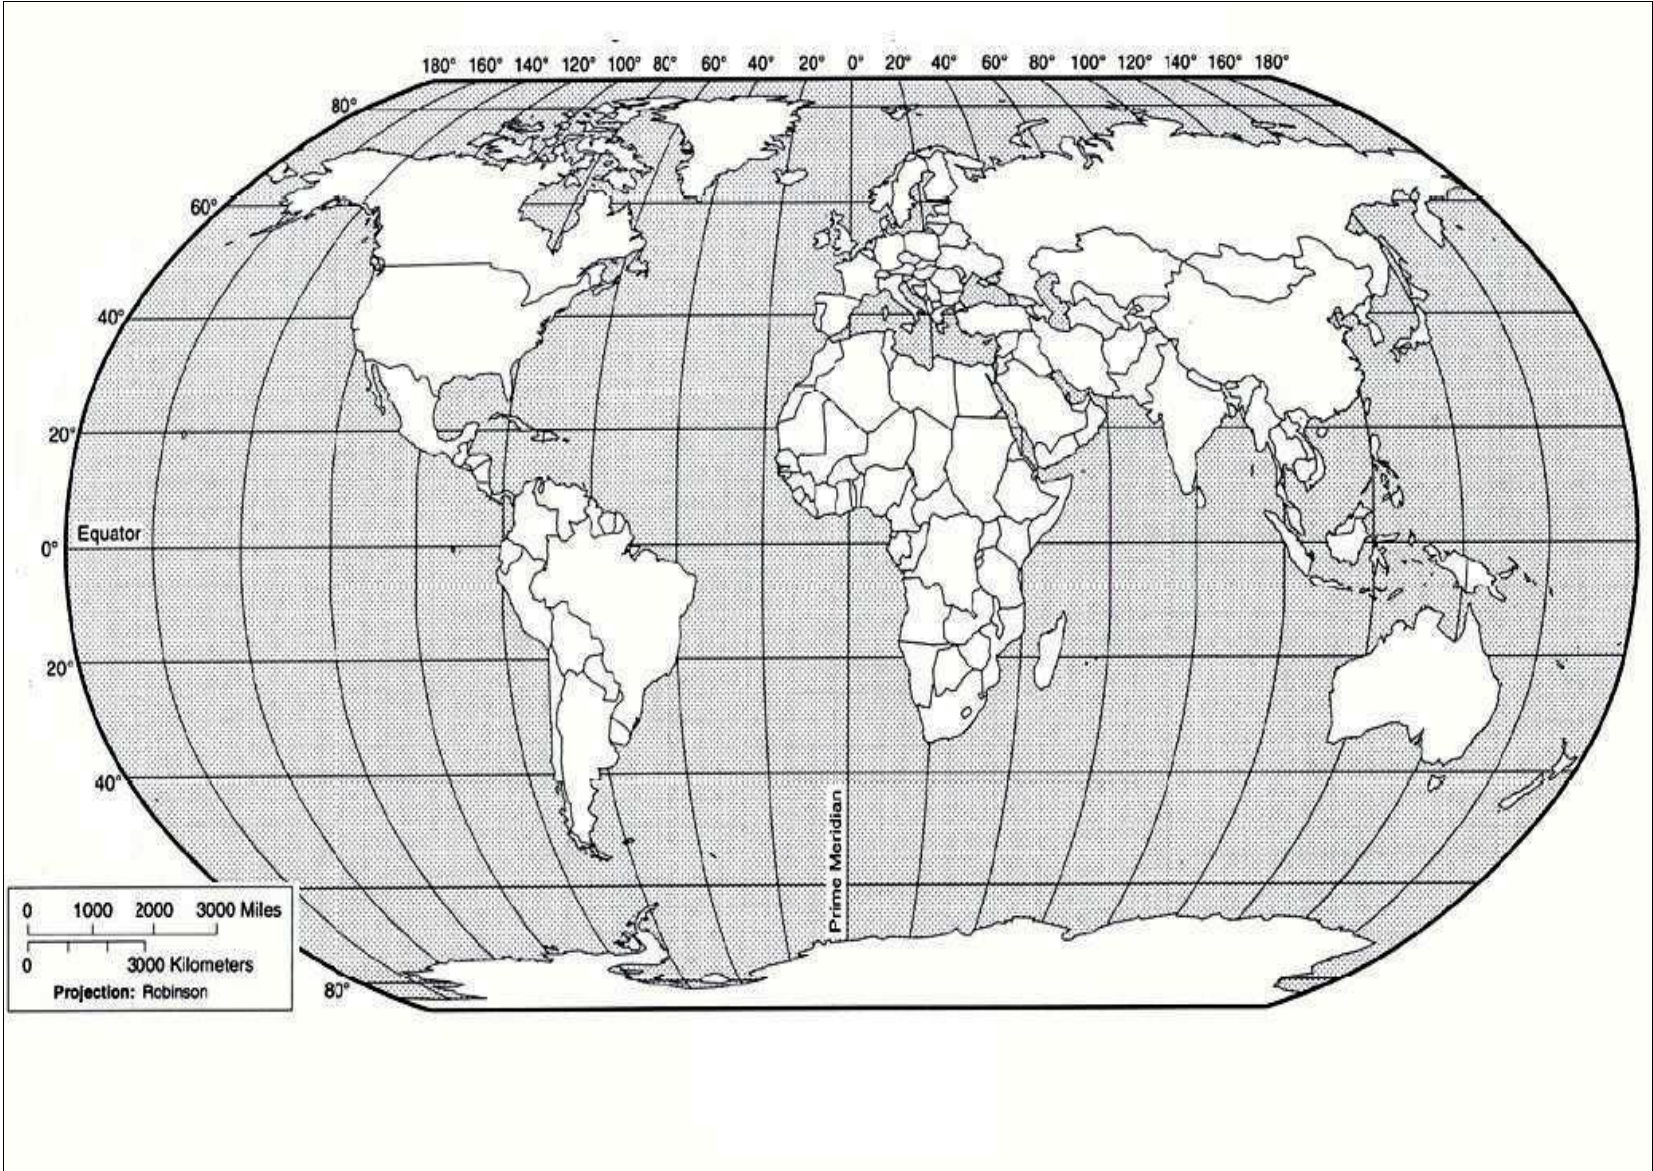 180° 160° 140° 120° 100° 80° 60° 40° 20° 0° 20° 40° 60° 80° 100° 120° 140° 160° 180°
80°
60°
40°
20°
Equator
0°
20°
40°
Prime Meridian
0 1000 2000 3000 Miles
0 3000 Kilometers
Projection: Robinson
80°